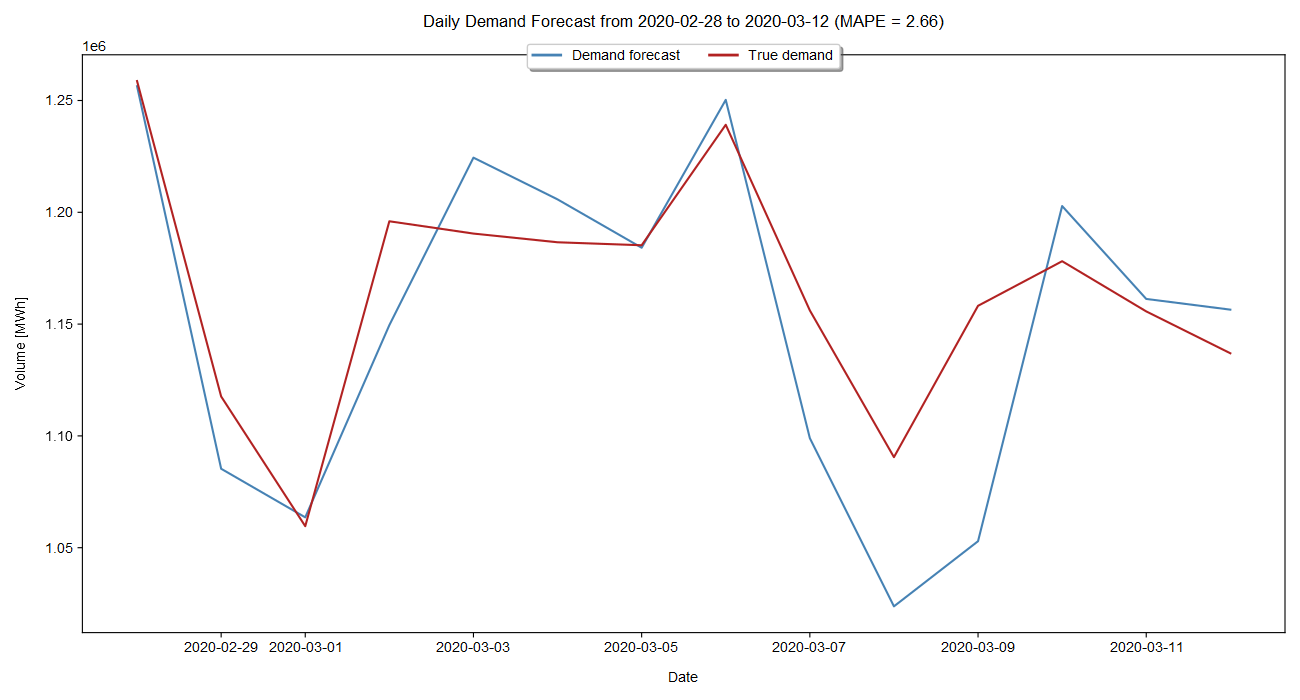 Daily Demand Forecast from 2020-02-28 to 2020-03-12 (MAPE = 2.66)
1e6
Demand forecast True demand
1.25
1.20
1.15
1.10
1.05
Volume [MWh]
2020-02-29 2020-03-01 2020-03-03 2020-03-05 2020-03-07 2020-03-09 2020-03-11
Date